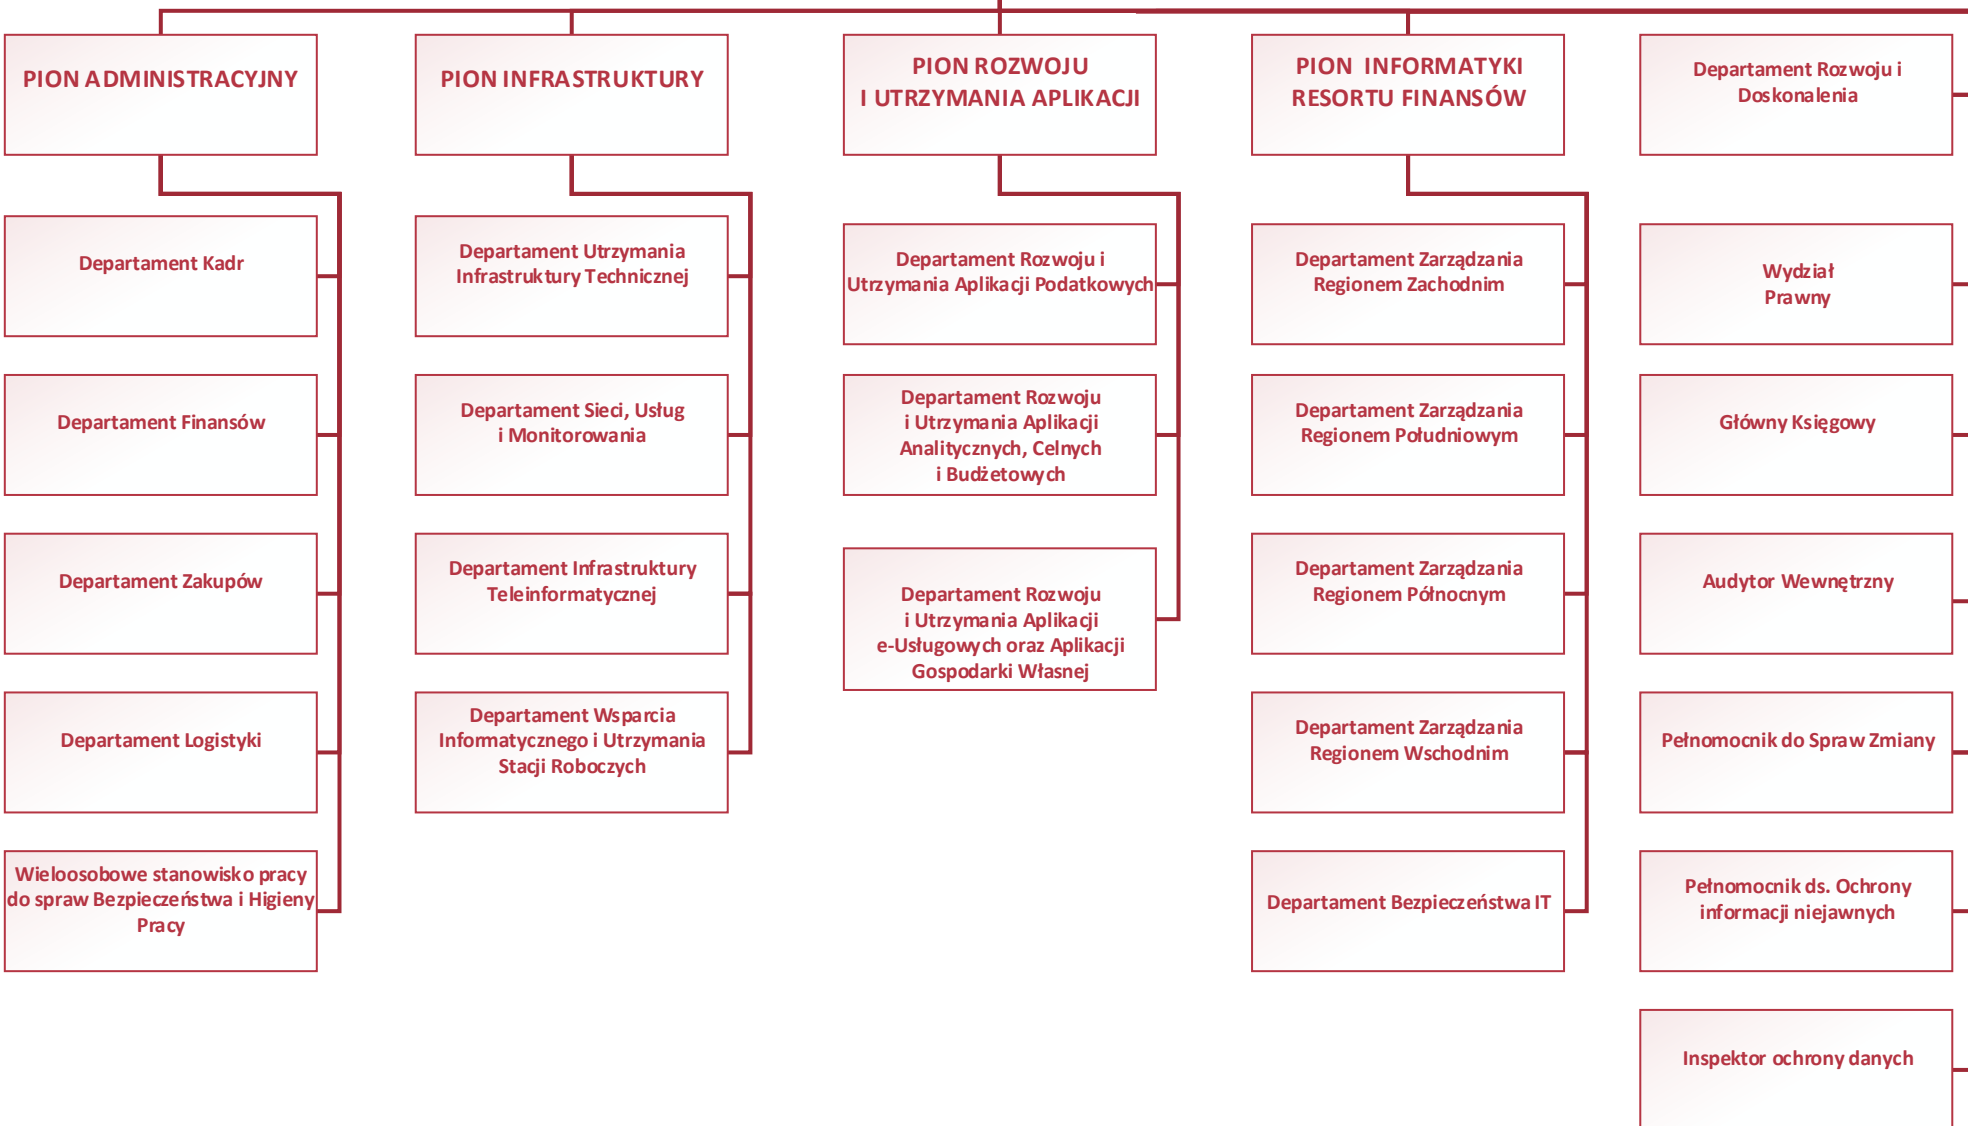 PION ADMINISTRACYJNY
Departament Kadr
Departament Finansów
Departament Zakupów
Departament Logistyki
Wieloosobowe stanowisko pracy
do spraw Bezpieczeństwa i Higieny
Pracy
PION INFRASTRUKTURY
Departament Utrzymania
Infrastruktury Technicznej
Departament Sieci, Usług
i Monitorowania
Departament Infrastruktury
Teleinformatycznej
Departament Wsparcia
Informatycznego i Utrzymania
Stacji Roboczych
PION ROZWOJU
I UTRZYMANIA APLIKACJI
Departament Rozwoju i
Utrzymania Aplikacji Podatkowych
Departament Rozwoju
i Utrzymania Aplikacji
Analitycznych, Celnych
i Budżetowych
Departament Rozwoju
i Utrzymania Aplikacji
e-Usługowych oraz Aplikacji
Gospodarki Własnej
PION INFORMATYKI
RESORTU FINANSÓW
Departament Zarządzania
Regionem Zachodnim
Departament Zarządzania
Regionem Południowym
Departament Zarządzania
Regionem Północnym
Departament Zarządzania
Regionem Wschodnim
Departament Bezpieczeństwa IT
Departament Rozwoju i
Doskonalenia
Wydział
Prawny
Główny Księgowy
Audytor Wewnętrzny
Pełnomocnik do Spraw Zmiany
Pełnomocnik ds. Ochrony
informacji niejawnych
Inspektor ochrony danych